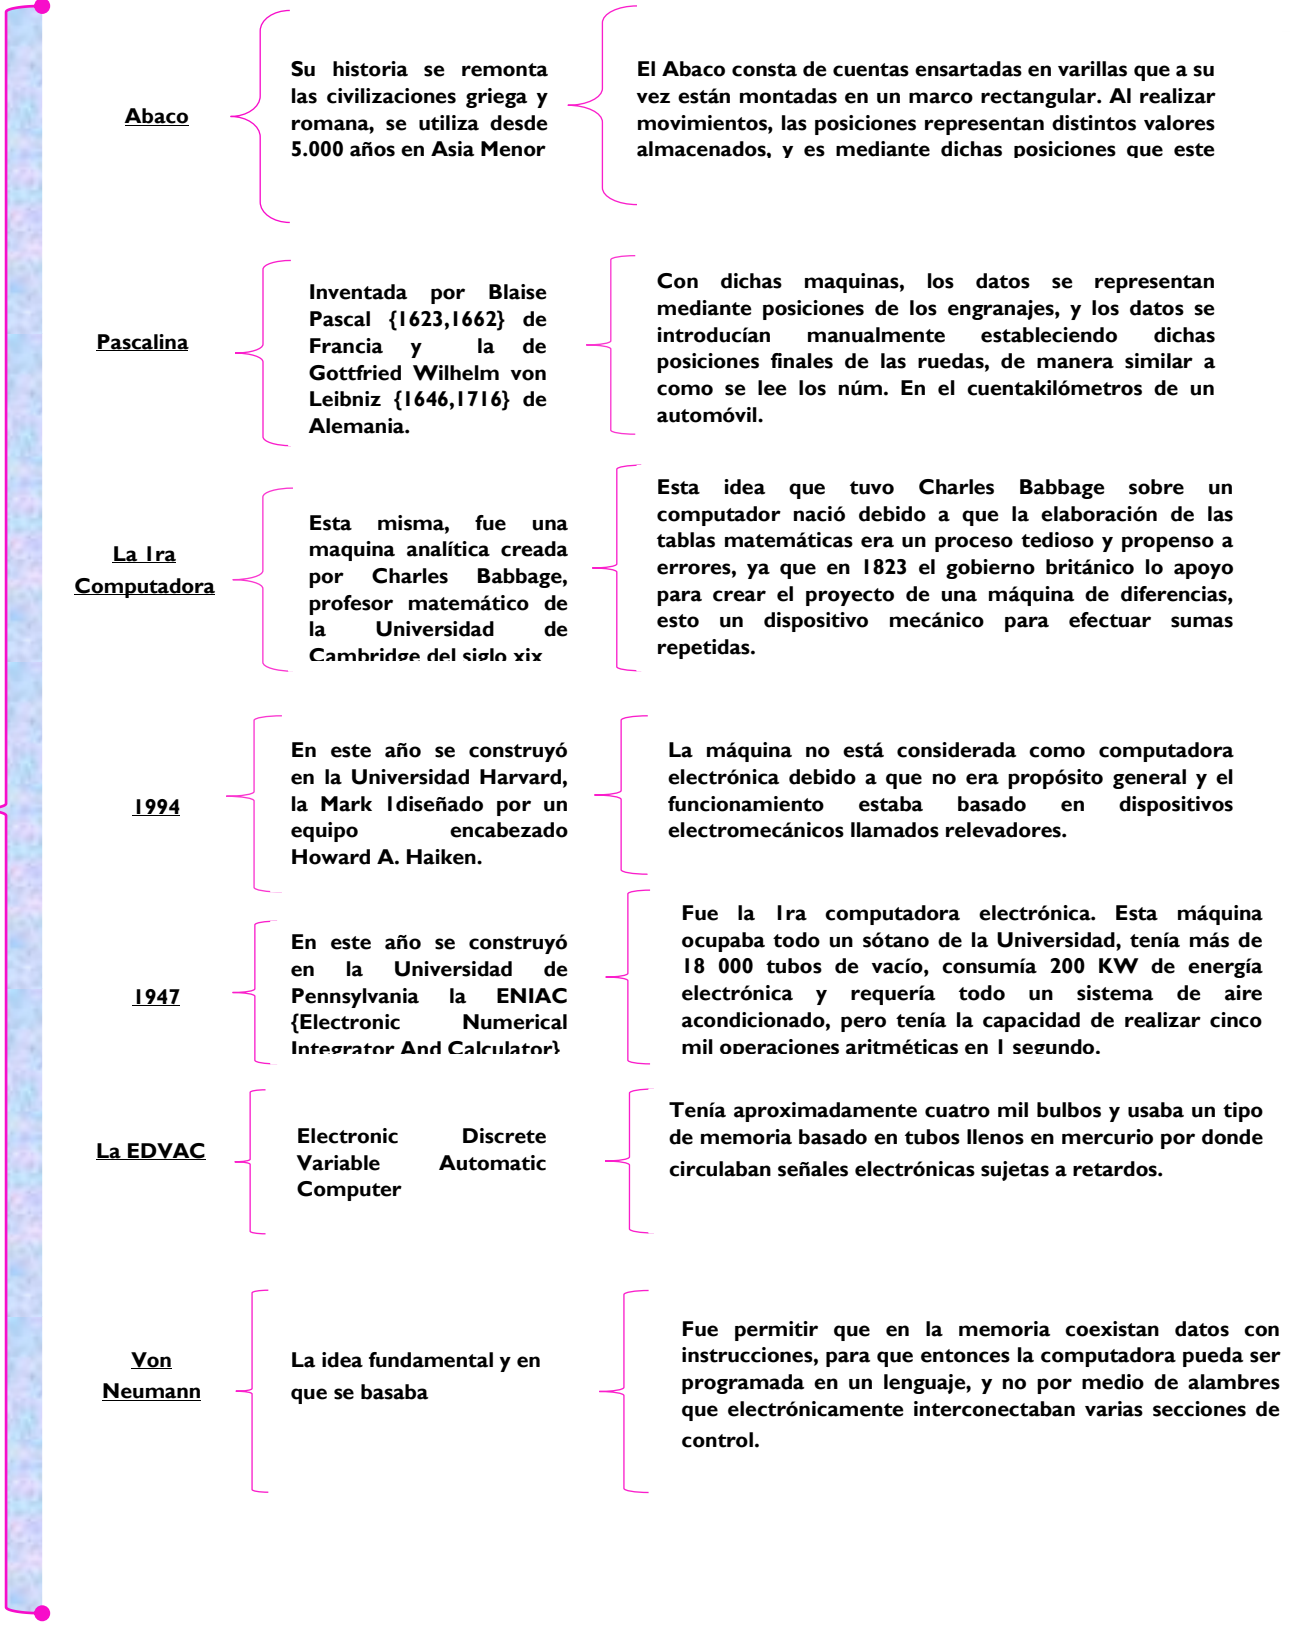 Abaco
Su historia se remonta
las civilizaciones griega y
romana, se utiliza desde
5.000 años en Asia Menor
El Abaco consta de cuentas ensartadas en varillas que a su
vez están montadas en un marco rectangular. Al realizar
movimientos, las posiciones representan distintos valores
almacenados, y es mediante dichas posiciones que este
Pascalina
Inventada por Blaise
Pascal {1623,1662} de
Francia y la de
Gottfried Wilhelm von
Leibniz {1646,1716} de
Alemania.
Con dichas maquinas, los datos se representan
mediante posiciones de los engranajes, y los datos se
introducían manualmente estableciendo dichas
posiciones finales de las ruedas, de manera similar a
como se lee los núm. En el cuentakilómetros de un
automóvil.
La 1ra
Computadora
Esta misma, fue una
maquina analítica creada
por Charles Babbage,
profesor matemático de
la Universidad de
Cambridge del siglo xix
Esta idea que tuvo Charles Babbage sobre un
computador nació debido a que la elaboración de las
tablas matemáticas era un proceso tedioso y propenso a
errores, ya que en 1823 el gobierno británico lo apoyo
para crear el proyecto de una máquina de diferencias,
esto un dispositivo mecánico para efectuar sumas
repetidas.
1994
En este año se construyó
en la Universidad Harvard,
la Mark 1diseñado por un
equipo encabezado
Howard A. Haiken.
La máquina no está considerada como computadora
electrónica debido a que no era propósito general y el
funcionamiento estaba basado en dispositivos
electromecánicos llamados relevadores.
1947
En este año se construyó
en la Universidad de
Pennsylvania la ENIAC
{Electronic Numerical
Integrator And Calculator}
Fue la 1ra computadora electrónica. Esta máquina
ocupaba todo un sótano de la Universidad, tenía más de
18 000 tubos de vacío, consumía 200 KW de energía
electrónica y requería todo un sistema de aire
acondicionado, pero tenía la capacidad de realizar cinco
mil operaciones aritméticas en 1 segundo.
La EDVAC
Electronic Discrete
Variable Automatic
Computer
Tenía aproximadamente cuatro mil bulbos y usaba un tipo
de memoria basado en tubos llenos en mercurio por donde
circulaban señales electrónicas sujetas a retardos.
Von
Neumann
La idea fundamental y en
que se basaba
Fue permitir que en la memoria coexistan datos con
instrucciones, para que entonces la computadora pueda ser
programada en un lenguaje, y no por medio de alambres
que electrónicamente interconectaban varias secciones de
control.